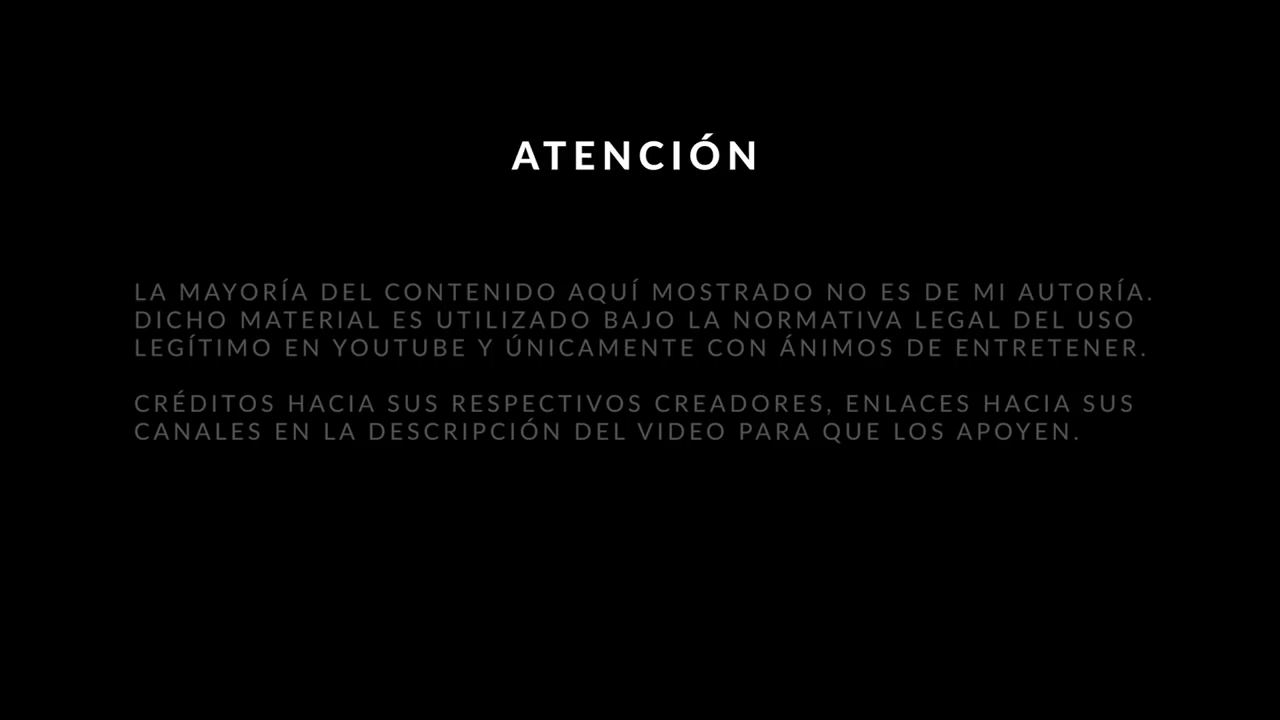 ATENCIÓN
LA MAYORÍA DEL CONTENIDO AQUÍ MOSTRADO NO ES DE MI AUTORÍA.
DICHO MATERIAL ES UTILIZADO BAJO LA NORMATIVA LEGAL DEL USO
LEGÍTIMO EN YOUTUBE Y ÚNICAMENTE CON ÁNIMOS DE ENTRETENER.
CRÉDITOS HACIA SUS RESPECTIVOS CREADORES, ENLACES HACIA SUS
CANALES EN LA DESCRIPCIÓN DEL VIDEO PARA QUE LOS APOYEN.